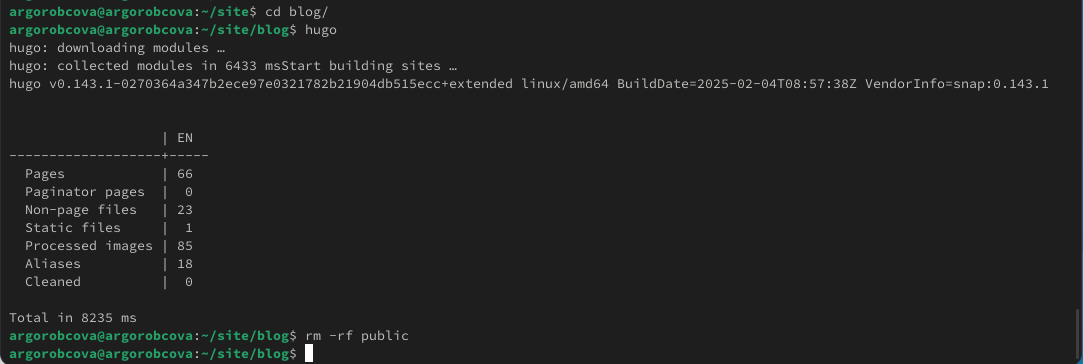 argorobcova@argorobcova:~/site$ cd blog/
argorobcova@argorobcova:~/site/blog$ hugo
hugo: downloading modules …
hugo: collected modules in 6433 msStart building sites …
hugo v0.143.1-0270364a347b2ece97e0321782b21904db515ecc+extended linux/amd64 BuildDate=2025-02-04T08:57:38Z VendorInfo=snap:0.143.1
                   | EN
-------------------+-----
  Pages            | 66
  Paginator pages  |  0
  Non-page files   | 23
  Static files     |  1
  Processed images | 85
  Aliases          | 18
  Cleaned          |  0
Total in 8235 ms
argorobcova@argorobcova:~/site/blog$ rm -rf public
argorobcova@argorobcova:~/site/blog$